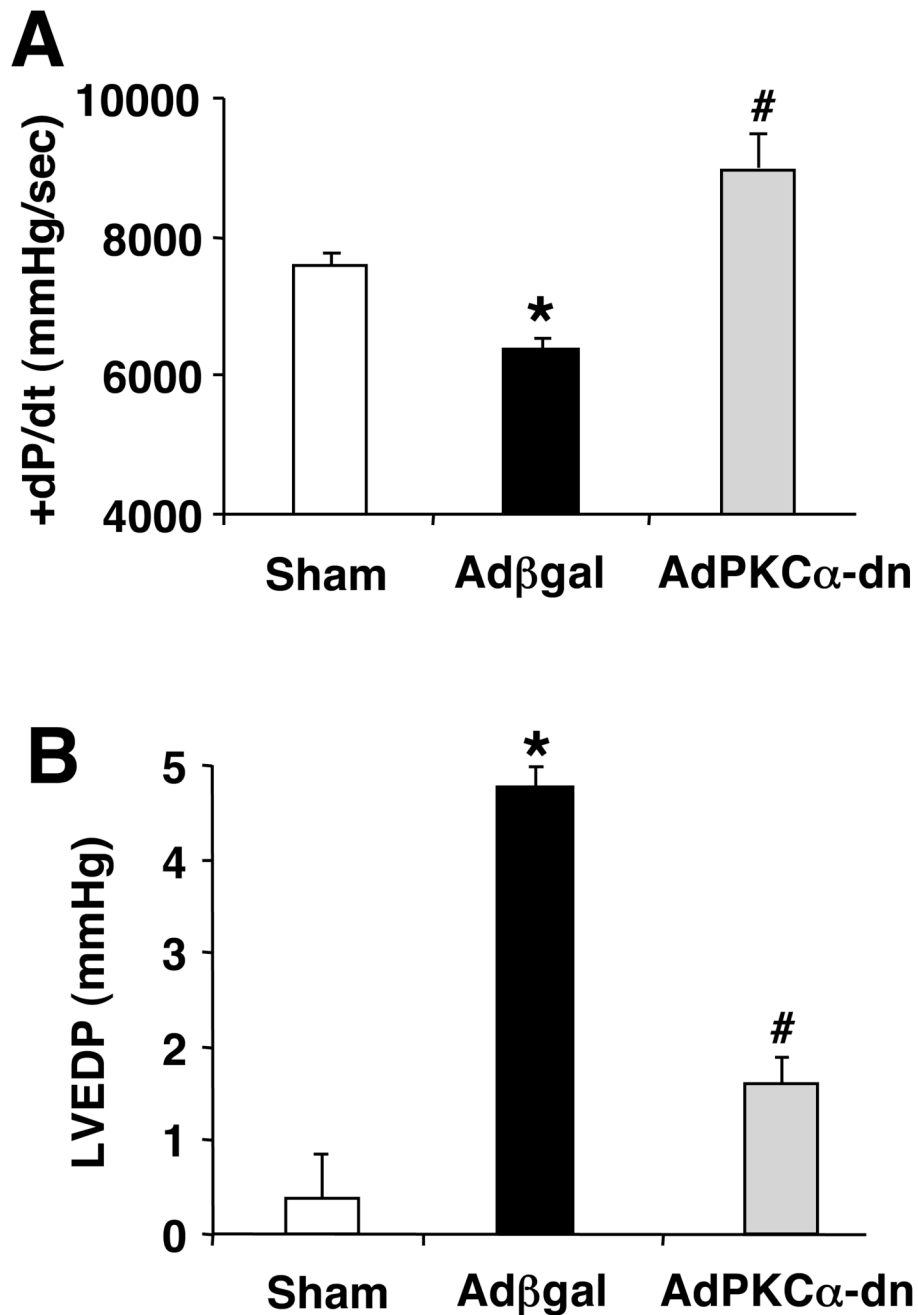 A
+dP/dt (mmHg/sec)
10000
8000
6000
4000
*
#
Sham Adβgal AdPKCα-dn
B
LVEDP (mmHg)
5
4
3
2
1
0
*
#
Sham Adβgal AdPKCα-dn